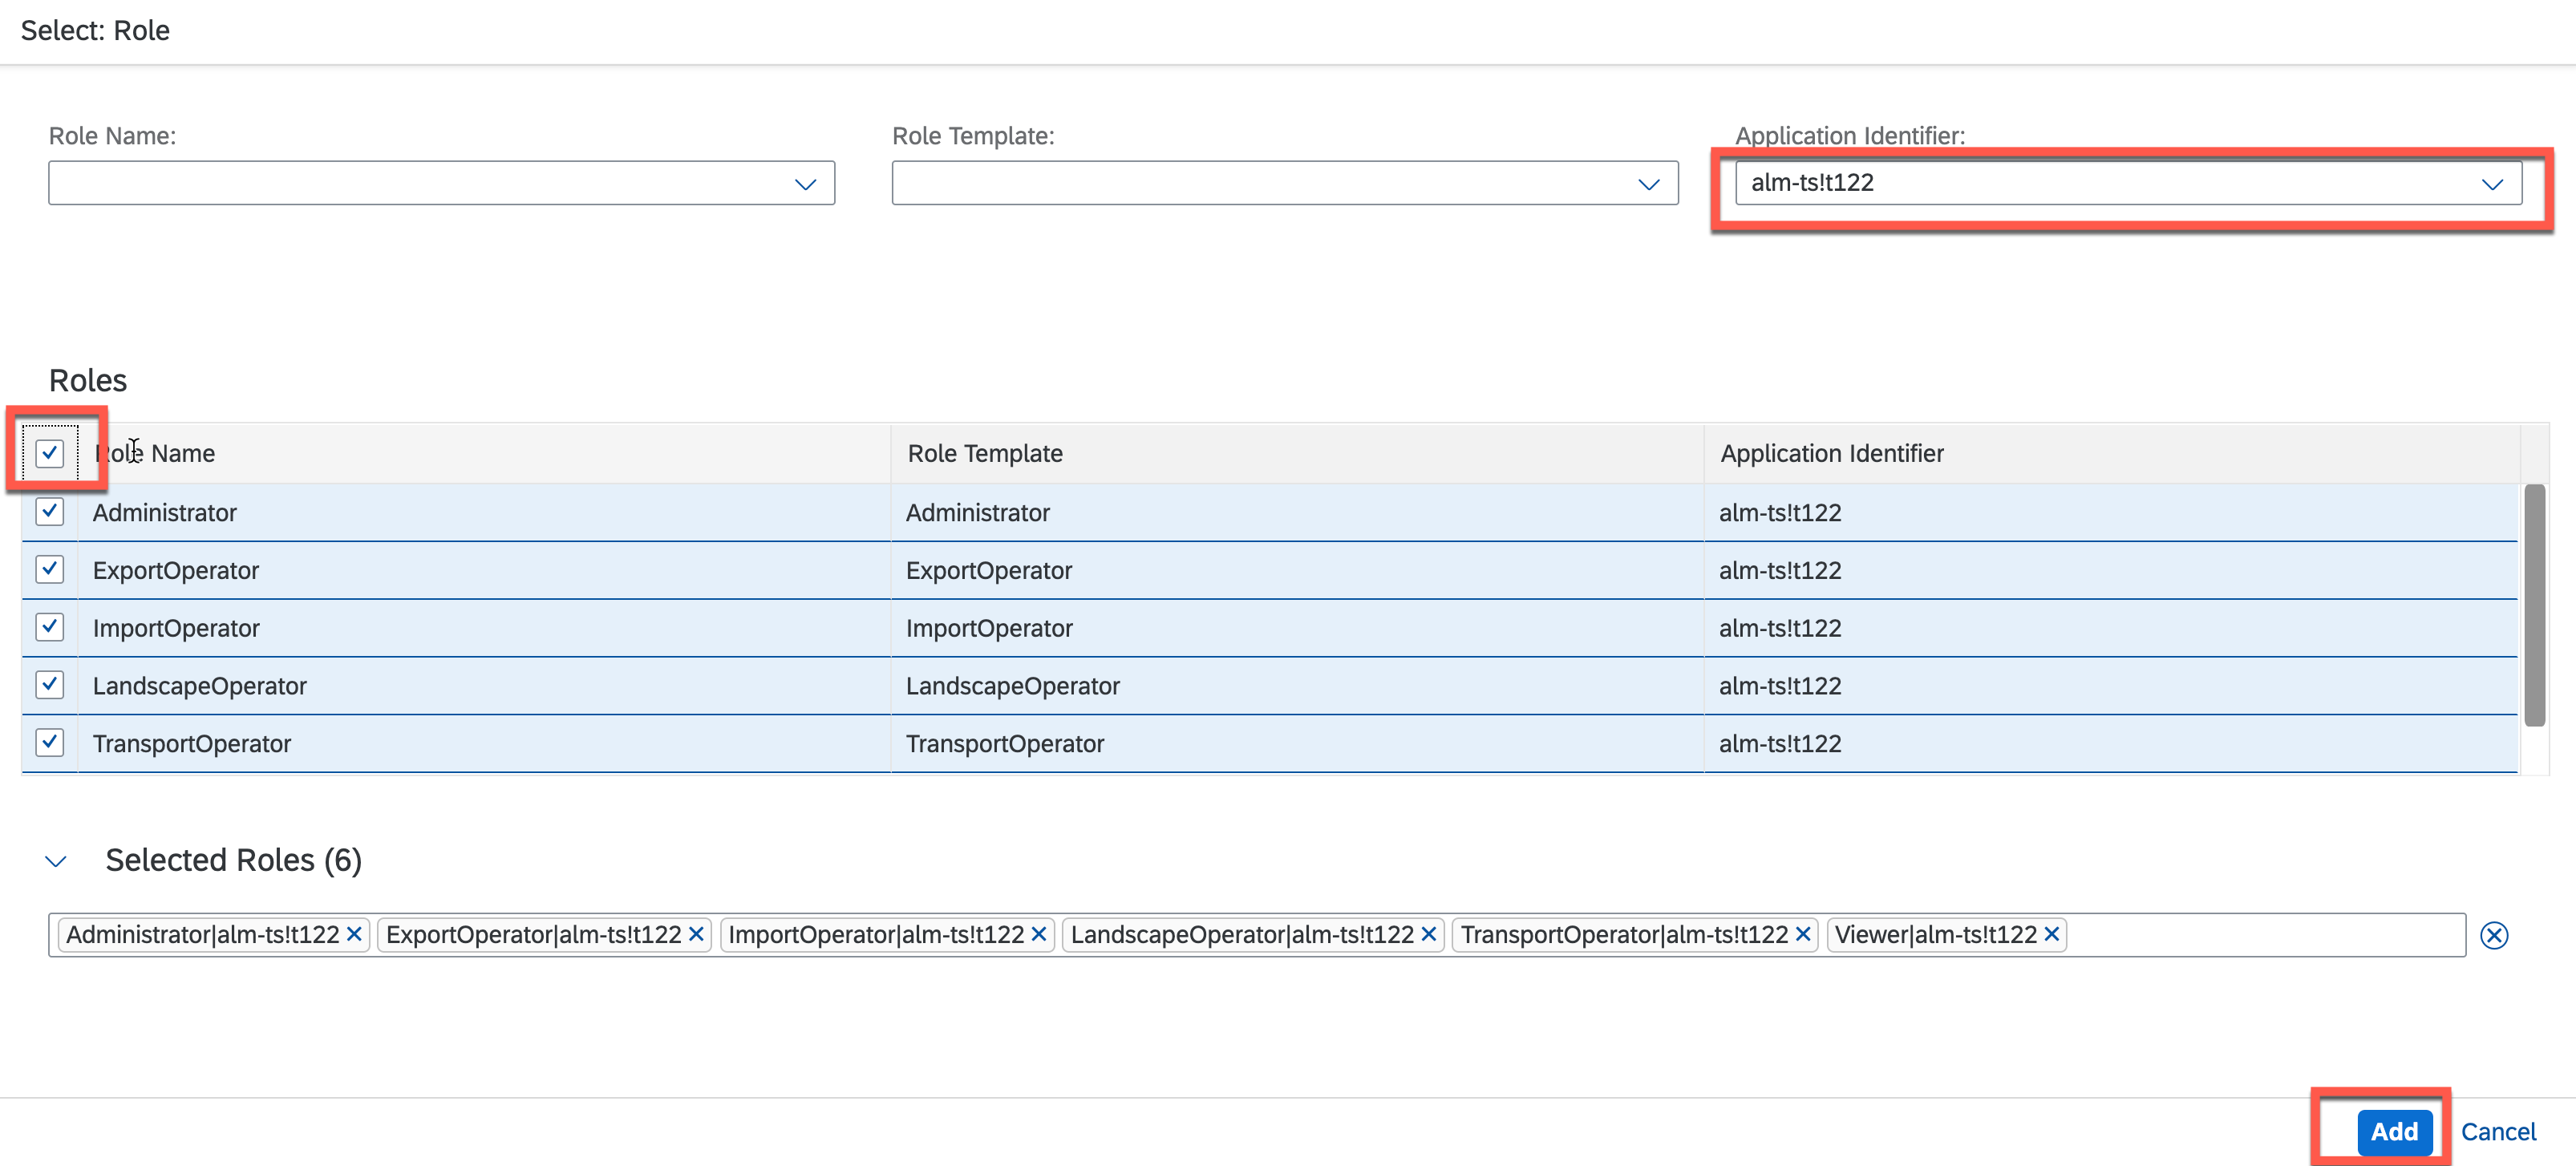 Select: Role
Role Name: Role Template: Application Identifier:
alm-ts!t122
Roles
Role Name Role Template Application Identifier
Administrator Administrator alm-ts!t122
ExportOperator ExportOperator alm-ts!t122
ImportOperator ImportOperator alm-ts!t122
LandscapeOperator LandscapeOperator alm-ts!t122
TransportOperator TransportOperator alm-ts!t122
Selected Roles (6)
Administrator|alm-ts!t122 ExportOperator|alm-ts!t122 ImportOperator|alm-ts!t122 LandscapeOperator|alm-ts!t122 TransportOperator|alm-ts!t122 Viewer|alm-ts!t122
Add Cancel